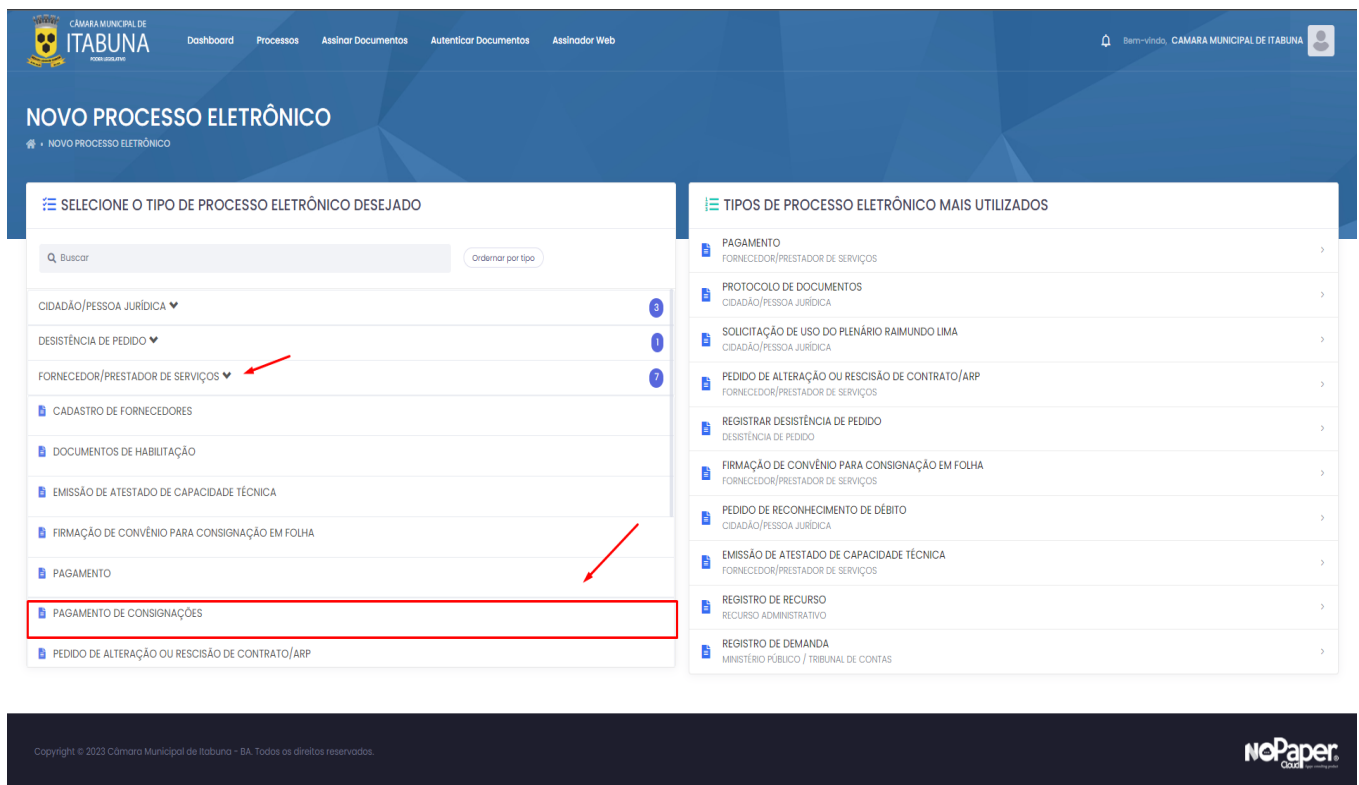 CÂMARA MUNICIPAL DE
ITABUNA
PODER LEGISLATIVO
Dashboard Processos Assinar Documentos Autenticar Documentos Assinador Web
Bem-vindo, CAMARA MUNICIPAL DE ITABUNA
NOVO PROCESSO ELETRÔNICO
NOVO PROCESSO ELETRÔNICO
SELECIONE O TIPO DE PROCESSO ELETRÔNICO DESEJADO
Buscar
Ordernar por tipo
CIDADÃO/PESSOA JURÍDICA 3
DESISTÊNCIA DE PEDIDO 1
FORNECEDOR/PRESTADOR DE SERVIÇOS 7
CADASTRO DE FORNECEDORES
DOCUMENTOS DE HABILITAÇÃO
EMISSÃO DE ATESTADO DE CAPACIDADE TÉCNICA
FIRMAÇÃO DE CONVÊNIO PARA CONSIGNAÇÃO EM FOLHA
PAGAMENTO
PAGAMENTO DE CONSIGNAÇÕES
PEDIDO DE ALTERAÇÃO OU RESCISÃO DE CONTRATO/ARP
TIPOS DE PROCESSO ELETRÔNICO MAIS UTILIZADOS
PAGAMENTO
FORNECEDOR/PRESTADOR DE SERVIÇOS
PROTOCOLO DE DOCUMENTOS
CIDADÃO/PESSOA JURÍDICA
SOLICITAÇÃO DE USO DO PLENÁRIO RAIMUNDO LIMA
CIDADÃO/PESSOA JURÍDICA
PEDIDO DE ALTERAÇÃO OU RESCISÃO DE CONTRATO/ARP
FORNECEDOR/PRESTADOR DE SERVIÇOS
REGISTRAR DESISTÊNCIA DE PEDIDO
DESISTÊNCIA DE PEDIDO
FIRMAÇÃO DE CONVÊNIO PARA CONSIGNAÇÃO EM FOLHA
FORNECEDOR/PRESTADOR DE SERVIÇOS
PEDIDO DE RECONHECIMENTO DE DÉBITO
CIDADÃO/PESSOA JURÍDICA
EMISSÃO DE ATESTADO DE CAPACIDADE TÉCNICA
FORNECEDOR/PRESTADOR DE SERVIÇOS
REGISTRO DE RECURSO
RECURSO ADMINISTRATIVO
REGISTRO DE DEMANDA
MINISTÉRIO PÚBLICO / TRIBUNAL DE CONTAS
Copyright © 2023 Câmara Municipal de Itabuna - BA. Todos os direitos reservados.
NoPaper
Cloud